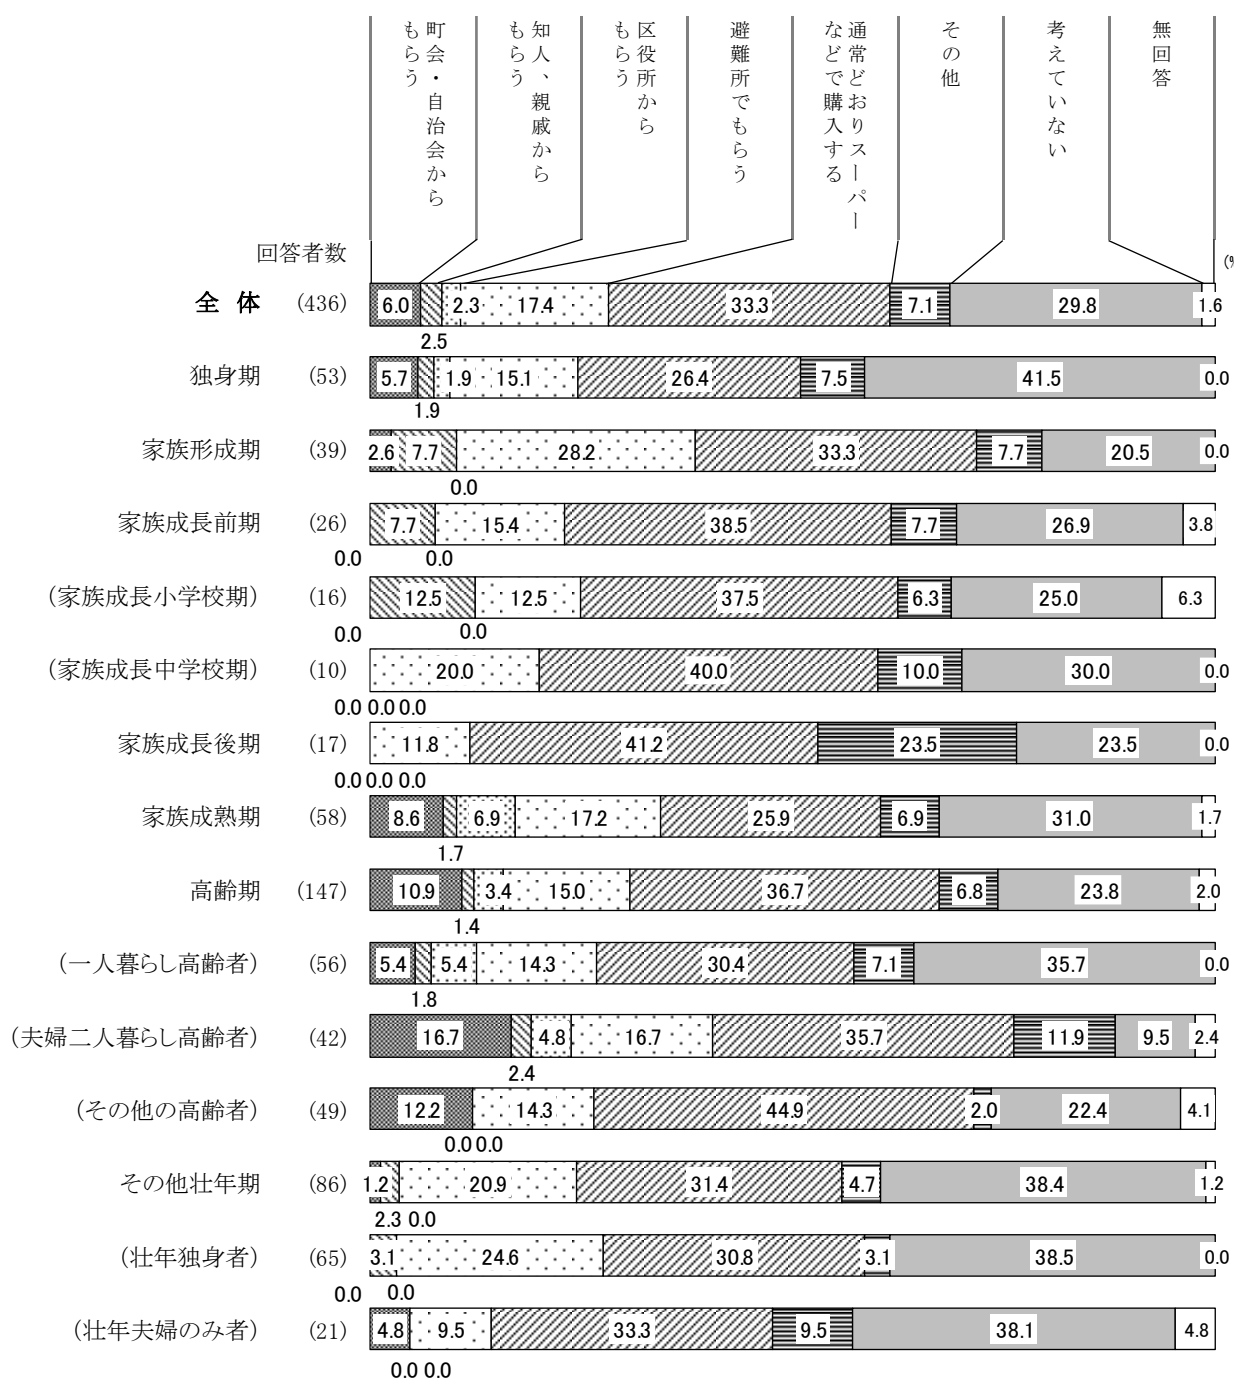 町会・自治会から
もらう
知人、親戚から
もらう
区役所から
もらう
避難所でもらう
通常どおりスーパー
などで購入する
その他
考えていない
無回答
回答者数
(%
全 体 (436) 6.0 2.3 17.4 33.3 7.1 29.8 1.6
2.5
独身期 (53) 5.7 1.9 15.1 26.4 7.5 41.5 0.0
1.9
家族形成期 (39) 2.6 7.7 28.2 33.3 7.7 20.5 0.0
0.0
家族成長前期 (26) 7.7 15.4 38.5 7.7 26.9 3.8
0.0 0.0
(家族成長小学校期) (16) 12.5 12.5 37.5 6.3 25.0 6.3
0.0 0.0
(家族成長中学校期) (10) 20.0 40.0 10.0 30.0 0.0
0.0 0.0 0.0
家族成長後期 (17) 11.8 41.2 23.5 23.5 0.0
0.0 0.0 0.0
家族成熟期 (58) 8.6 6.9 17.2 25.9 6.9 31.0 1.7
1.7
高齢期 (147) 10.9 3.4 15.0 36.7 6.8 23.8 2.0
1.4
(一人暮らし高齢者) (56) 5.4 5.4 14.3 30.4 7.1 35.7 0.0
1.8
(夫婦二人暮らし高齢者) (42) 16.7 4.8 16.7 35.7 11.9 9.5 2.4
2.4
(その他の高齢者) (49) 12.2 14.3 44.9 2.0 22.4 4.1
0.0 0.0
その他壮年期 (86) 1.2 20.9 31.4 4.7 38.4 1.2
2.3 0.0
(壮年独身者) (65) 3.1 24.6 30.8 3.1 38.5 0.0
0.0 0.0
(壮年夫婦のみ者) (21) 4.8 9.5 33.3 9.5 38.1 4.8
0.0 0.0